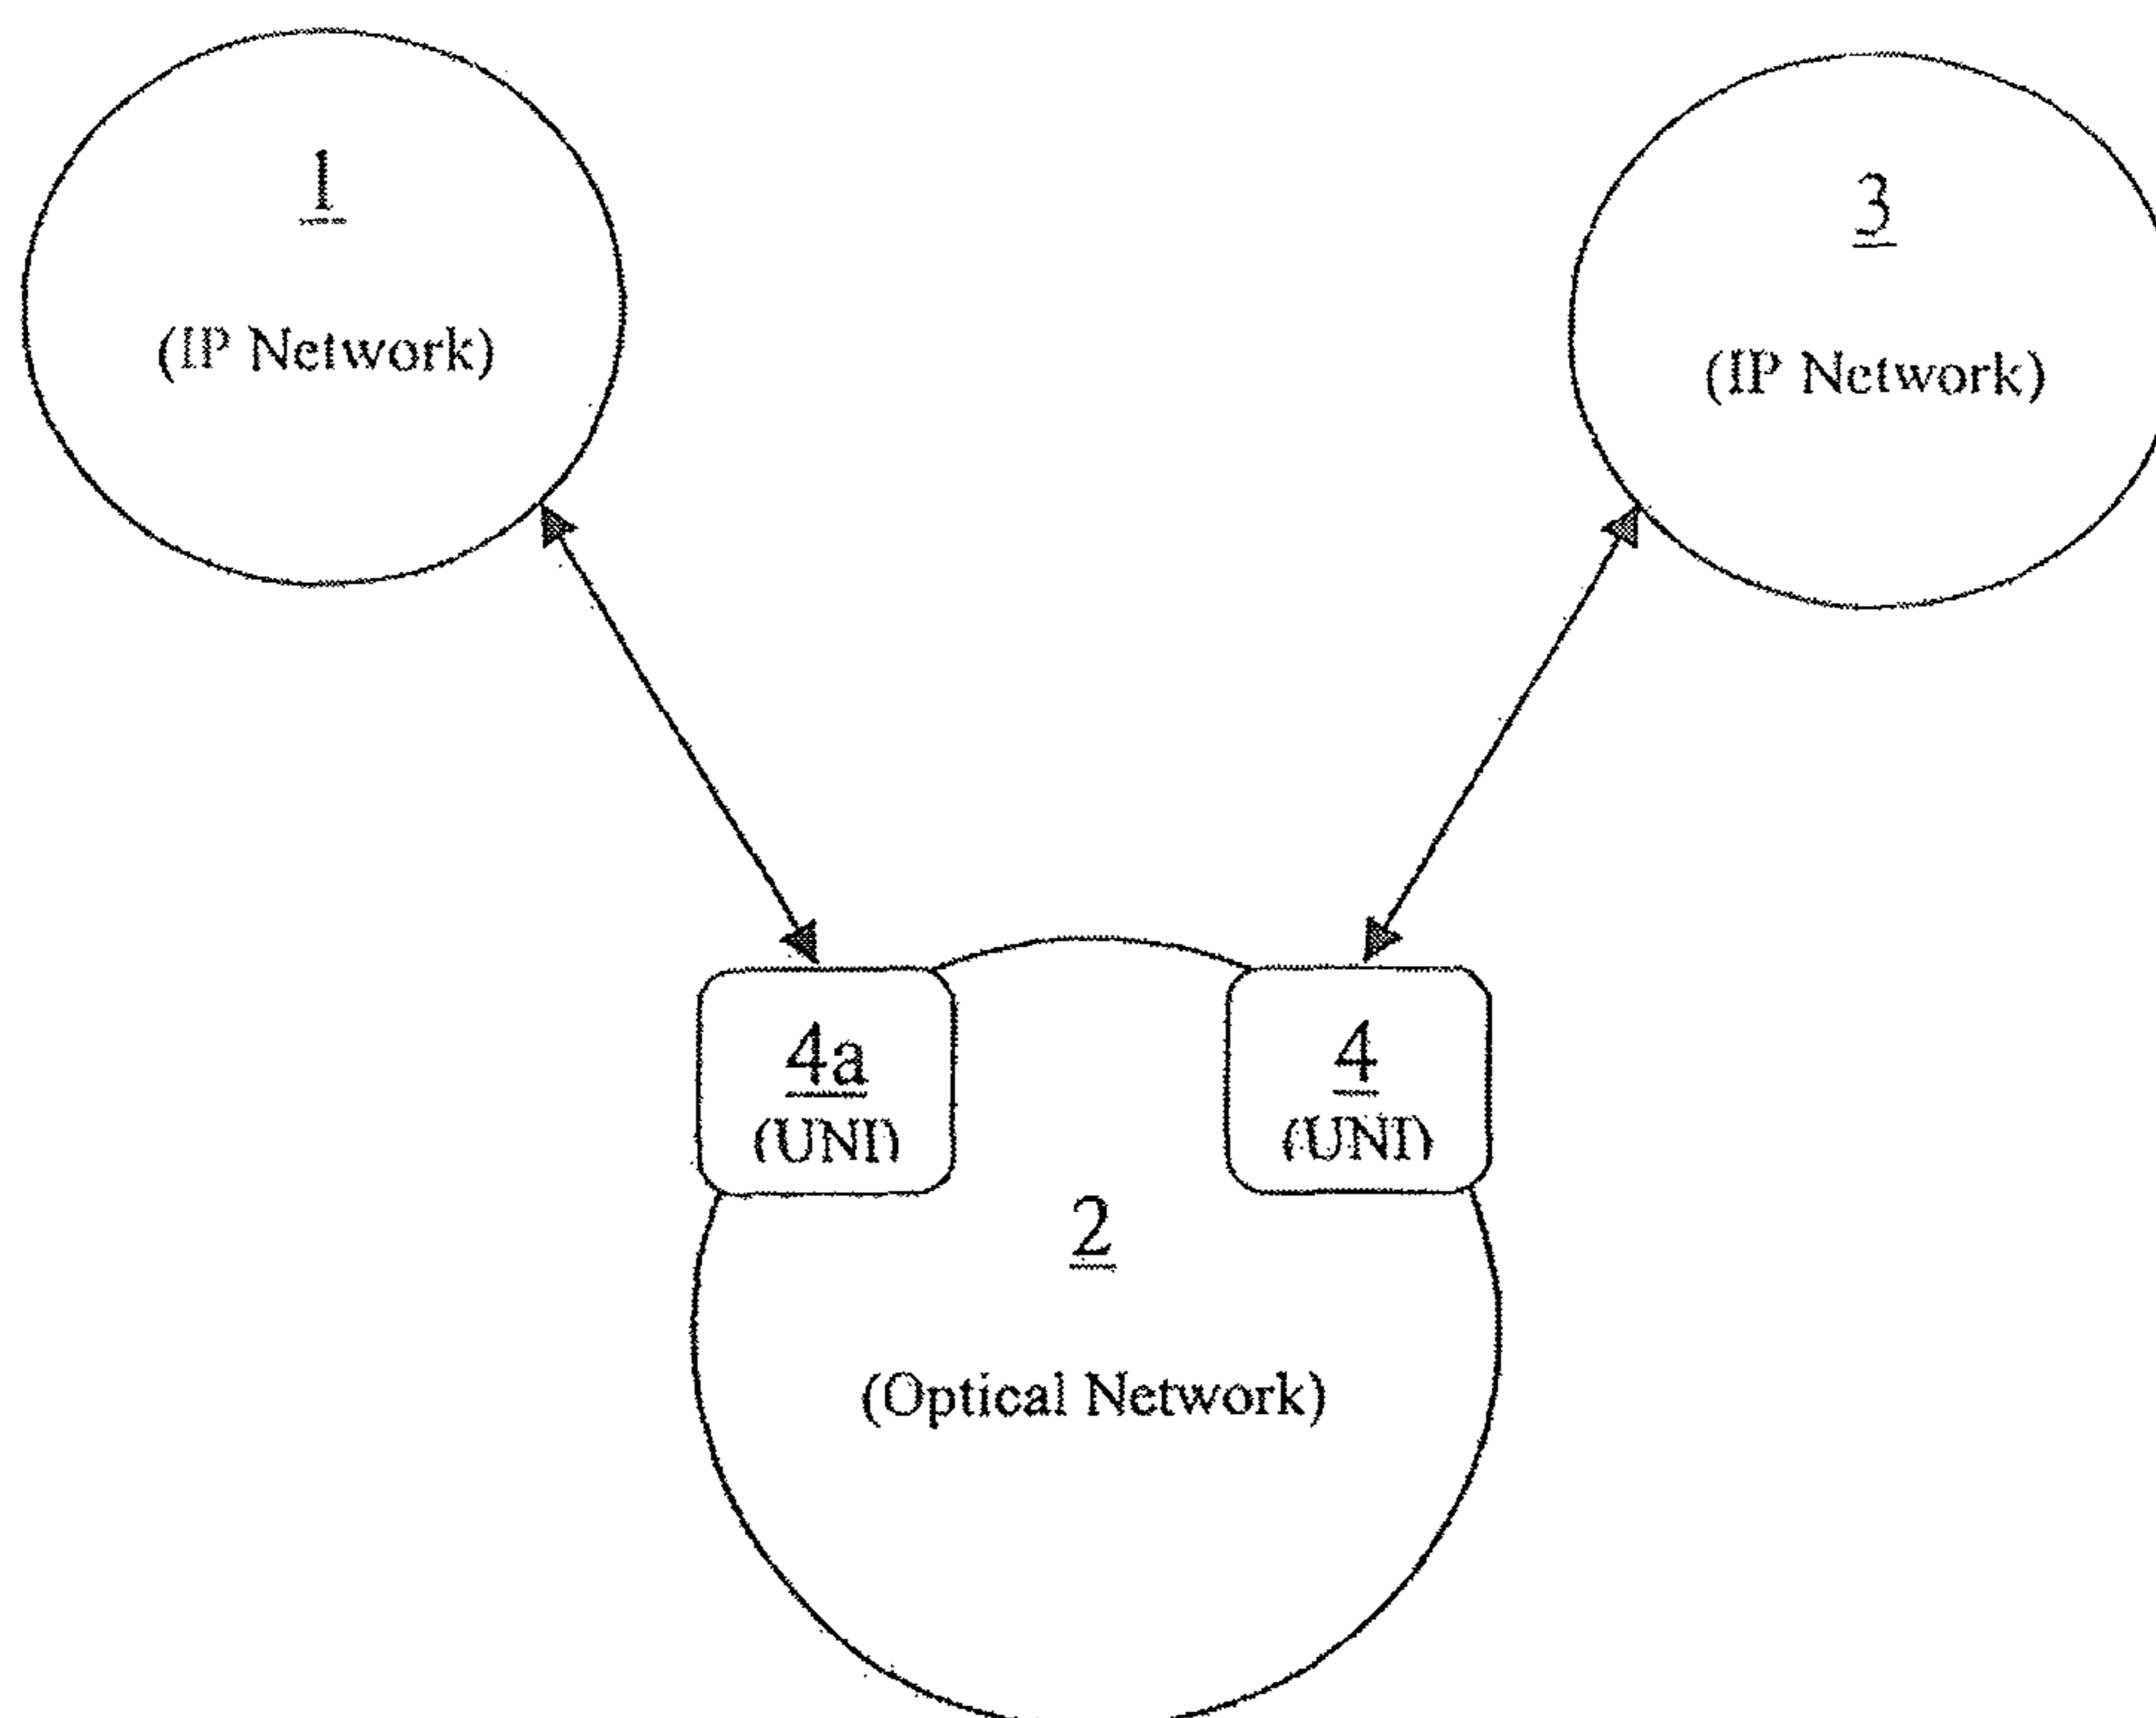 1
(IP Network)
3
(IP Network)
4a
(UNI)
4
(UNI)
2
(Optical Network)